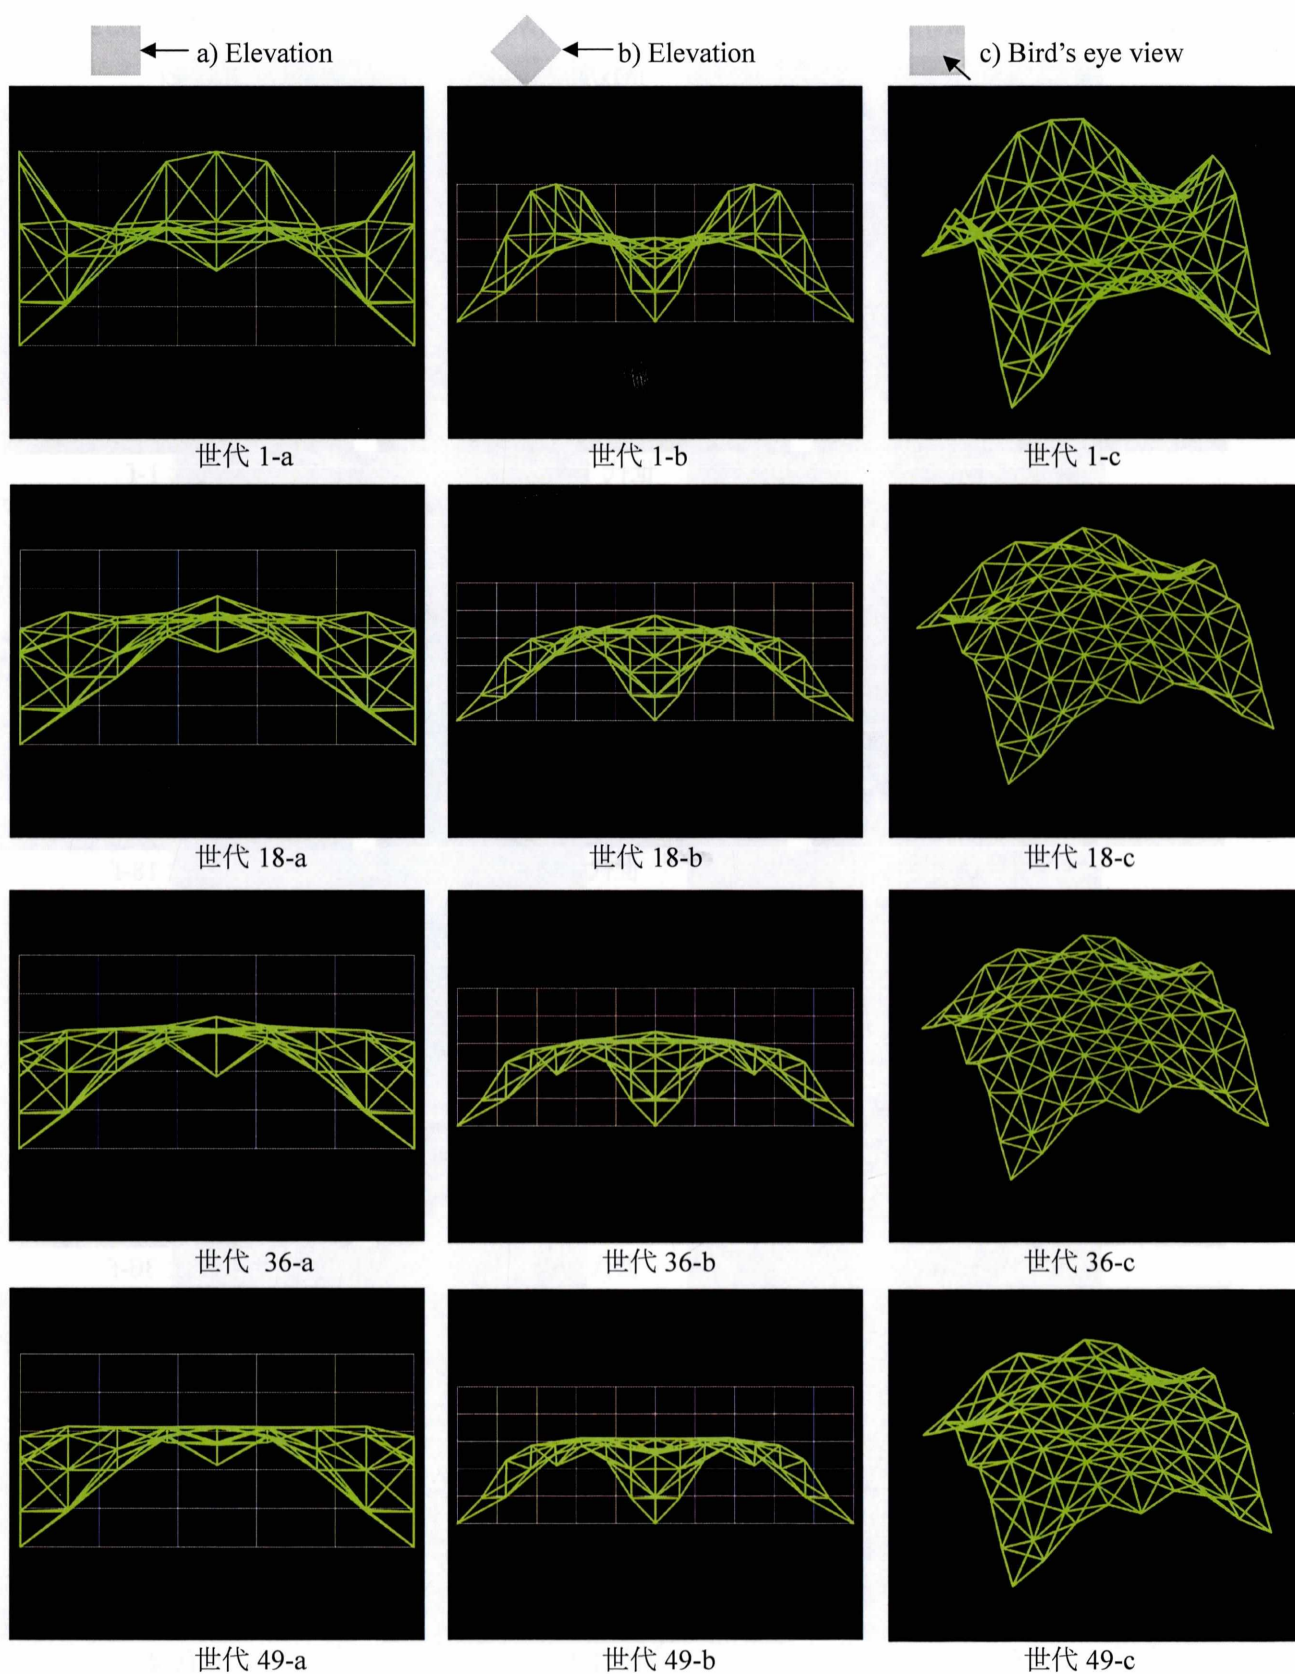 a) Elevation
b) Elevation
c) Bird's eye view
世代 1-a
世代 1-b
世代 1-c
世代 18-a
世代 18-b
世代 18-c
世代 36-a
世代 36-b
世代 36-c
世代 49-a
世代 49-b
世代 49-c